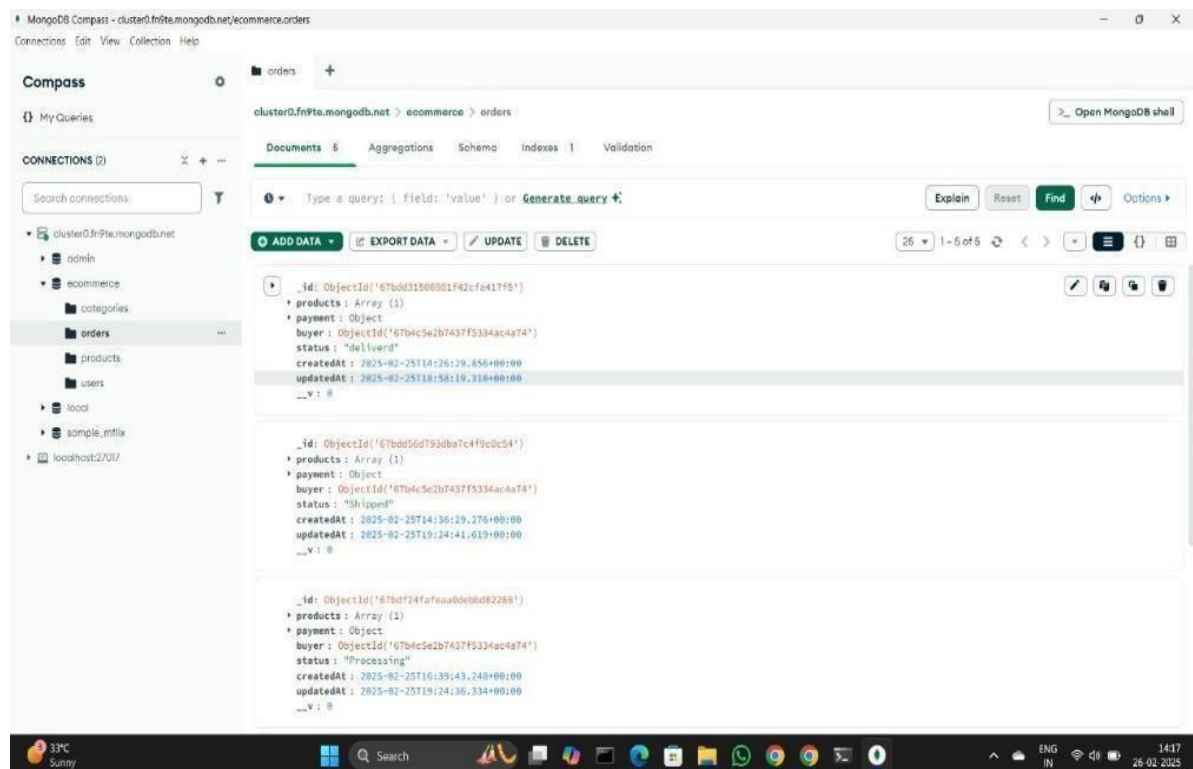 MongoDB Compass - cluster0.fn9te.mongodb.net/ecommerce.orders
Connections Edit View Collection Help
Compass
{} My Queries
CONNECTIONS (2)
Search connections
cluster0.fn9te.mongodb.net
admin
ecommerce
categories
orders
products
users
local
sample_mflix
localhost:27017
orders
cluster0.fn9te.mongodb.net > ecommerce > orders
>_ Open MongoDB shell
Documents 5 Aggregations Schema Indexes 1 Validation
Type a query: { field: 'value' } or Generate query
Explain Reset Find </> Options
ADD DATA EXPORT DATA UPDATE DELETE
25 1-5 of 5
_id: ObjectId('67bdd31500901f42cfa417f5')
products : Array (1)
payment : Object
buyer : ObjectId('67b4c5e2b7437f5334ac4a74')
status : "deliverd"
createdAt : 2025-02-25T14:26:29.856+00:00
updatedAt : 2025-02-25T18:58:19.310+00:00
__v : 0
_id: ObjectId('67bdd56d793dba7c4f9c0c54')
products : Array (1)
payment : Object
buyer : ObjectId('67b4c5e2b7437f5334ac4a74')
status : "Shipped"
createdAt : 2025-02-25T14:36:29.276+00:00
updatedAt : 2025-02-25T19:24:41.619+00:00
__v : 0
_id: ObjectId('67bdf24fafeaa0debbd82288')
products : Array (1)
payment : Object
buyer : ObjectId('67b4c5e2b7437f5334ac4a74')
status : "Processing"
createdAt : 2025-02-25T16:39:43.248+00:00
updatedAt : 2025-02-25T19:24:36.334+00:00
__v : 0
33°C
Sunny
Search
ENG
IN
14:17
26-02-2025